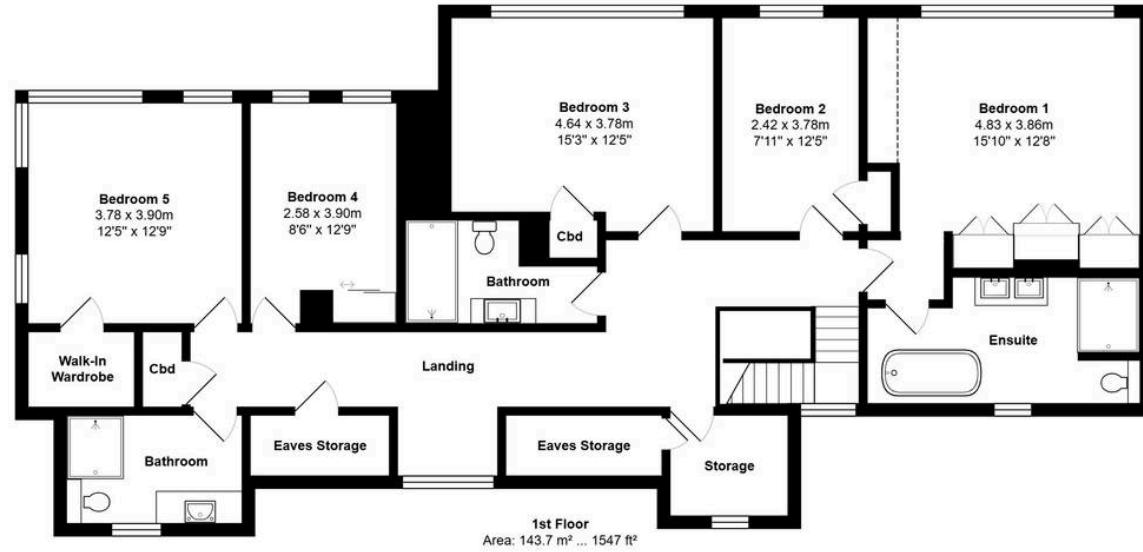 Bedroom 3
4.64 x 3.78m
15'3" x 12'5"
Bedroom 2
2.42 x 3.78m
7'11" x 12'5"
Bedroom 1
4.83 x 3.86m
15'10" x 12'8"
Bedroom 5
3.78 x 3.90m
12'5" x 12'9"
Bedroom 4
2.58 x 3.90m
8'6" x 12'9"
Cbd
Bathroom
Ensuite
Walk-In
Wardrobe
Cbd
Landing
Eaves Storage
Eaves Storage
Bathroom
Storage
1st Floor
Area: 143.7 m² ... 1547 ft²